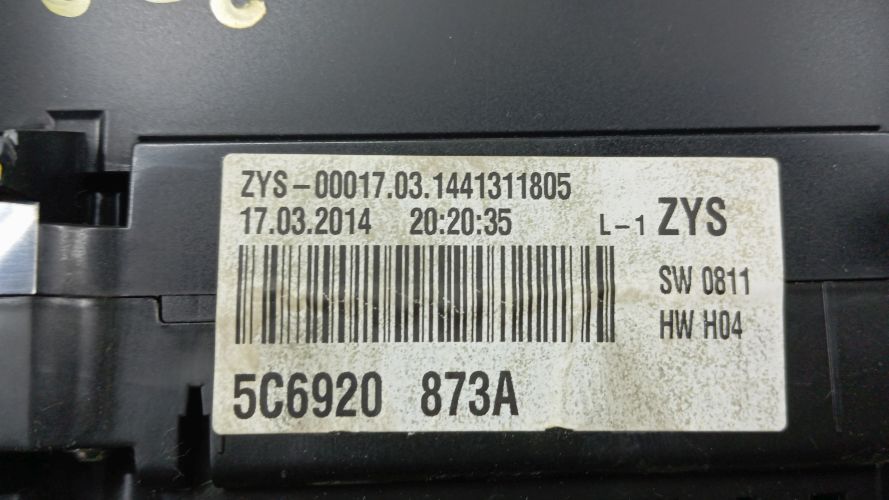 ZYS-00017.03.1441311805
17.03.2014 20:20:35 L-1 ZYS
SW 0811
HW H04
5C6920 873A